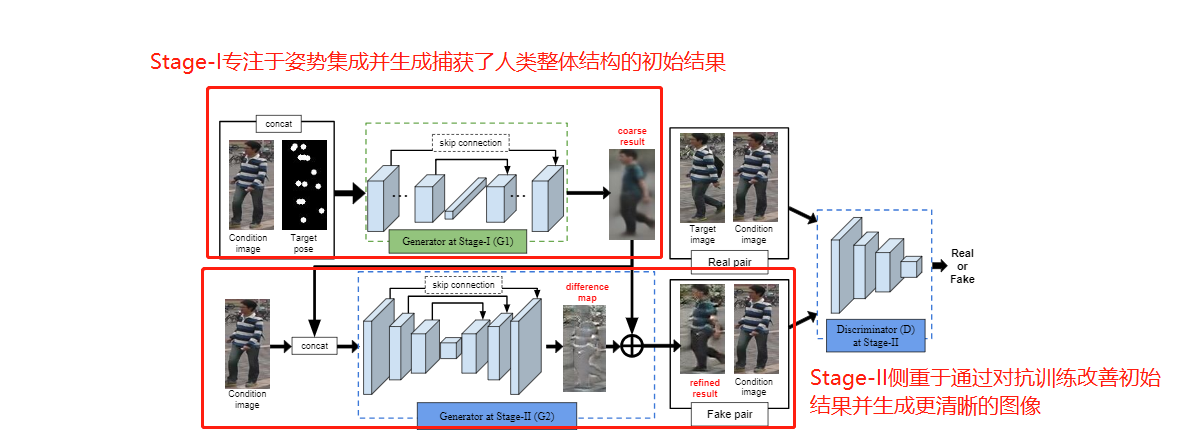 Stage-I专注于姿势集成并生成捕获了人类整体结构的初始结果
concat
Condition
image
Target
pose
skip connection
Generator at Stage-I (G1)
coarse
result
Target
image
Condition
image
Real pair
Real
or
Fake
Discriminator (D)
at Stage-II
Condition
image
concat
skip connection
Generator at Stage-II (G2)
difference
map
refined
result
Condition
image
Fake pair
Stage-II侧重于通过对抗训练改善初始
结果并生成更清晰的图像